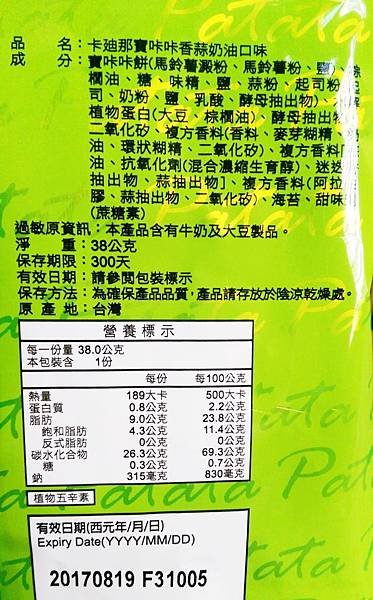 Patata
品名：卡廸那寶咔咔香蒜奶油口味
成分：寶咔咔餅(馬鈴薯澱粉、馬鈴薯粉、鹽)、棕
櫚油、糖、味精、鹽、蒜粉、起司粉
司、奶粉、鹽、乳酸、酵母抽出物)、
植物蛋白(大豆、棕櫚油)、酵母抽出物
二氧化矽、複方香料(香料、麥芽糊精、
油、環狀糊精、二氧化矽)、複方香料
油、抗氧化劑(混合濃縮生育醇)、迷迭
抽出物、蒜抽出物]、複方香料(阿拉
膠、蒜抽出物、二氧化矽)、海苔、甜味
(蔗糖素)
過敏原資訊：本產品含有牛奶及大豆製品。
淨重：38公克
保存期限：300天
有效日期：請參閱包裝標示
保存方法：為確保產品品質，產品請存放於陰涼乾燥處。
原產地：台灣
營養標示
每一份量 38.0公克
本包裝含 1份
每份 每100公克
熱量 189大卡 500大卡
蛋白質 0.8公克 2.2公克
脂肪 9.0公克 23.8公克
飽和脂肪 4.3公克 11.4公克
反式脂肪 0公克 0公克
碳水化合物 26.3公克 69.3公克
糖 0.3公克 0.7公克
鈉 315毫克 830毫克
植物五辛素
有效日期(西元年/月/日)
Expiry Date(YYYY/MM/DD)
20170819 F31005